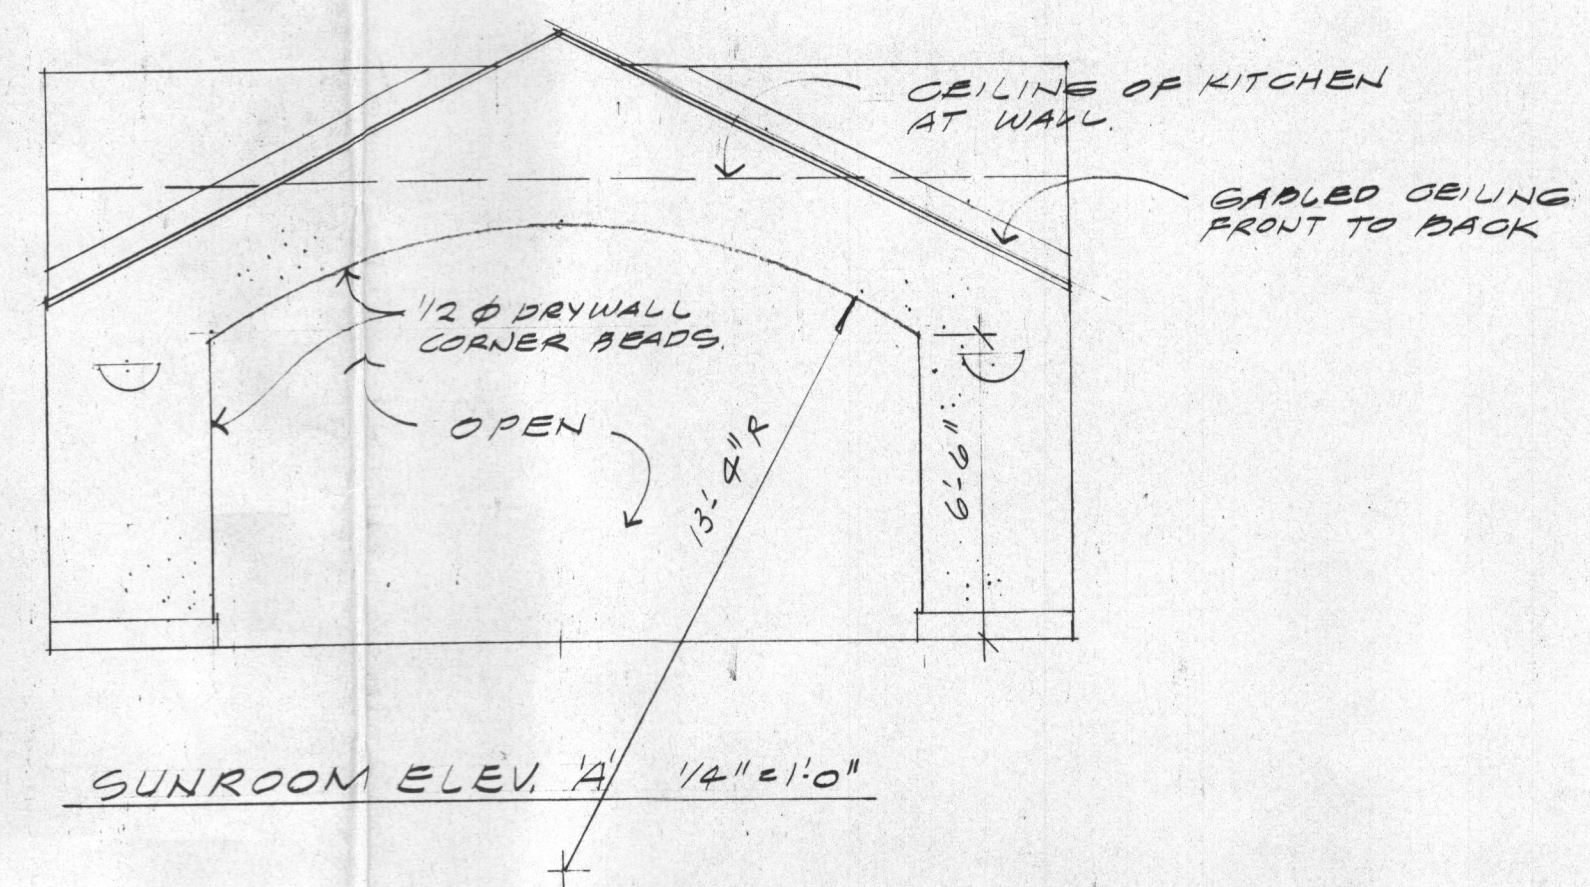 CEILING OF KITCHEN
AT WALL.
GABLED CEILING
FRONT TO BACK
1/2 Φ DRYWALL
CORNER BEADS.
OPEN
13'-4" R
6'-6"
SUNROOM ELEV. 'A' 1/4" = 1'-0"